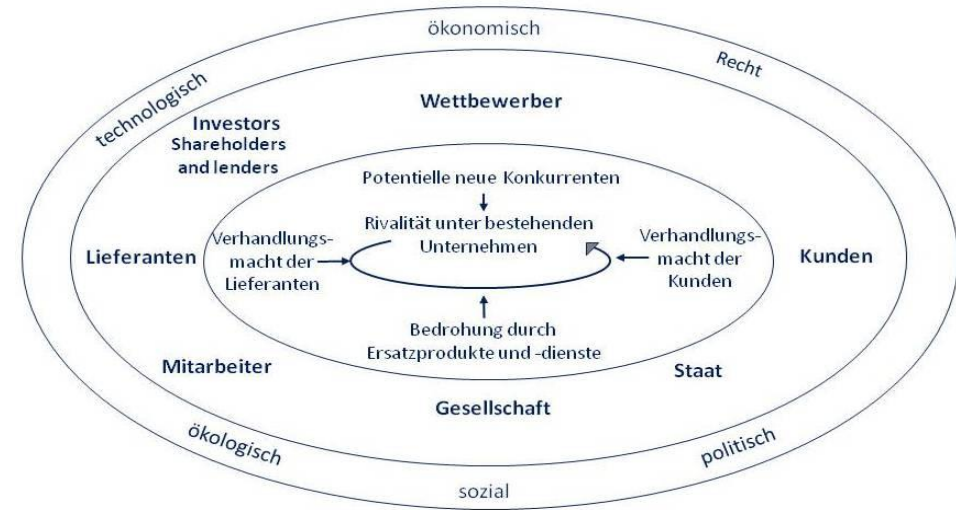 ökonomisch
Recht
technologisch
Wettbewerber
Investors
Shareholders
and lenders
Potentielle neue Konkurrenten
Rivalität unter bestehenden
Unternehmen
Verhandlungs-
macht der
Lieferanten
Verhandlungs-
macht der
Kunden
Lieferanten
Kunden
Bedrohung durch
Ersatzprodukte und -dienste
Mitarbeiter
Staat
Gesellschaft
ökologisch
politisch
sozial